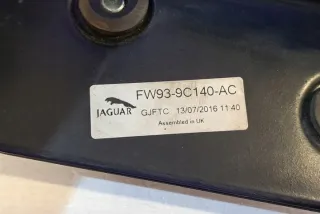 FW93-9C140-AC
JAGUAR GJFTC 13/07/2016 11:40
Assembled in UK